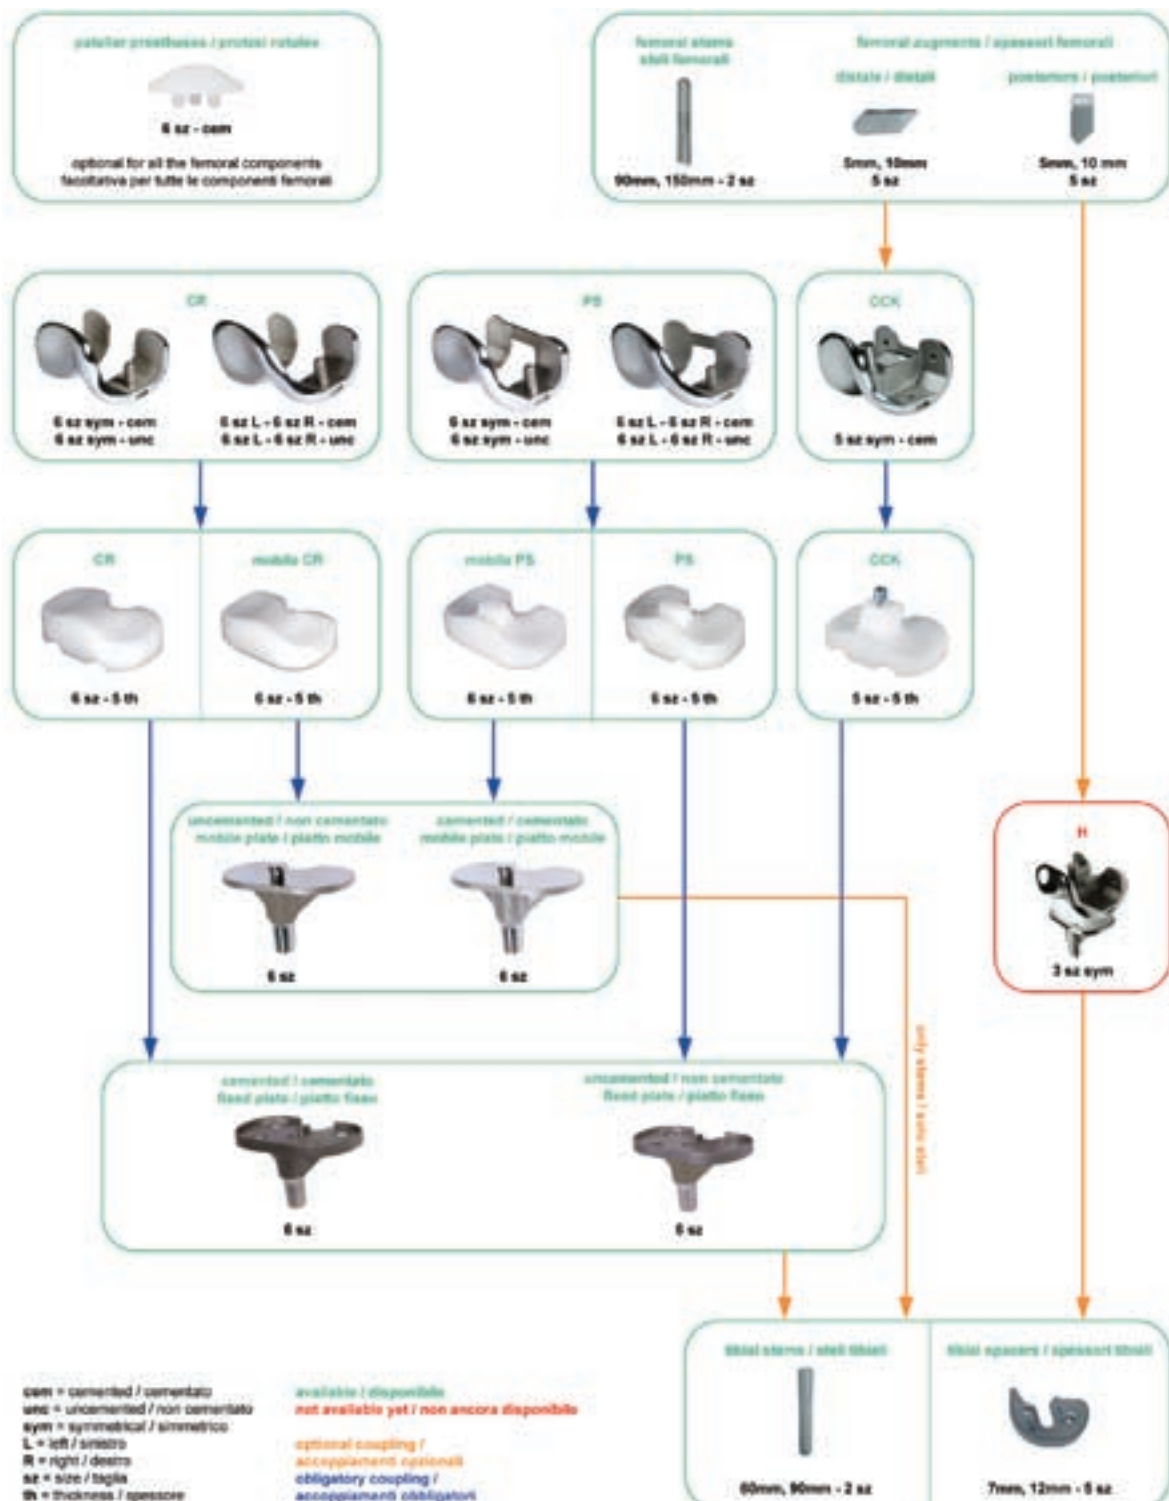 patellar prostheses / protesi rotulee
6 sz - cem
optional for all the femoral components
facoltativa per tutte le componenti femorali
femoral stems
steli femorali
90mm, 150mm - 2 sz
femoral augments / spessori femorali
distale / distali
5mm, 10mm
5 sz
posteriors / posteriori
5mm, 10 mm
5 sz
CR
6 sz sym - cem
6 sz sym - unc
6 sz L - 6 sz R - cem
6 sz L - 6 sz R - unc
PS
6 sz sym - cem
6 sz sym - unc
6 sz L - 6 sz R - cem
6 sz L - 6 sz R - unc
CCK
5 sz sym - cem
CR
6 sz - 5 th
mobile CR
6 sz - 5 th
mobile PS
6 sz - 5 th
PS
6 sz - 5 th
CCK
5 sz - 5 th
uncemented / non cementato
mobile plate / piatto mobile
6 sz
cemented / cementato
mobile plate / piatto mobile
6 sz
H
3 sz sym
only stems / solo steli
cemented / cementato
fixed plate / piatto fisso
6 sz
uncemented / non cementato
fixed plate / piatto fisso
6 sz
tibial stems / steli tibiali
60mm, 90mm - 2 sz
tibial spacers / spessori tibiali
7mm, 12mm - 5 sz
cem = cemented / cementato
unc = uncemented / non cementato
sym = symmetrical / simmetrico
L = left / sinistro
R = right / destro
sz = size / taglia
th = thickness / spessore
available / disponibile
not available yet / non ancora disponibile
optional coupling /
accoppiamenti opzionali
obligatory coupling /
accoppiamenti obbligatori